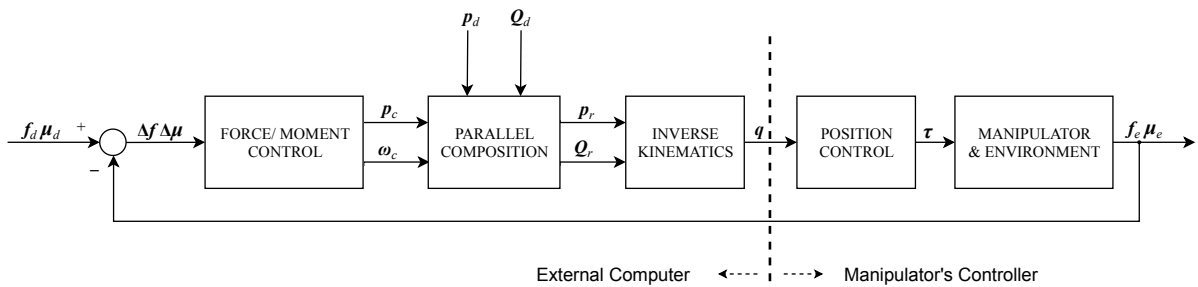 p_d Q_d
f_d μ_d + Δf Δμ
−
FORCE/ MOMENT
CONTROL
p_c
ω_c
PARALLEL
COMPOSITION
p_r
Q_r
INVERSE
KINEMATICS
q
POSITION
CONTROL
τ
MANIPULATOR
& ENVIRONMENT
f_e μ_e
External Computer
Manipulator's Controller